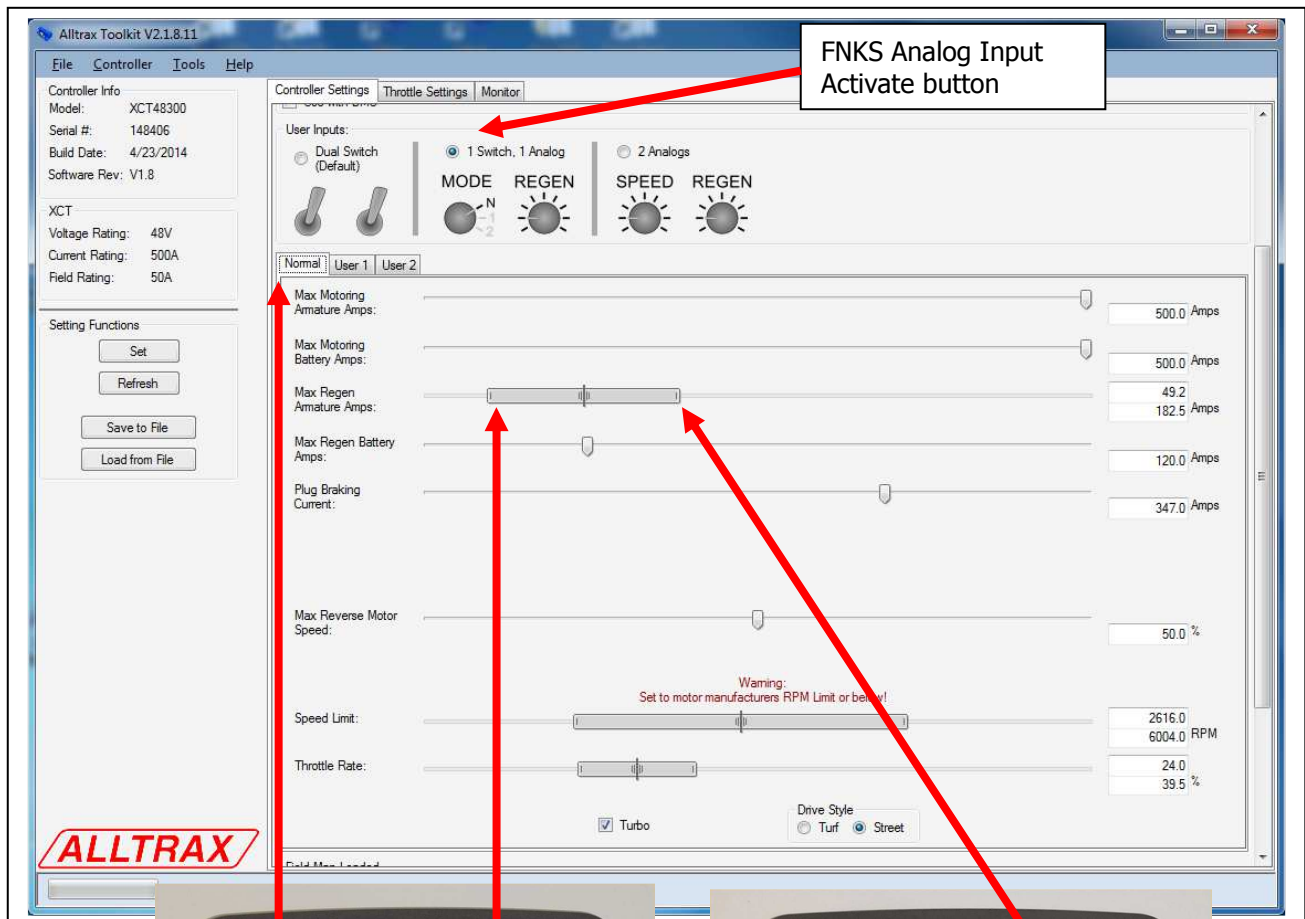 Alltrax Toolkit V2.1.8.11
FNKS Analog Input
Activate button
File Controller Tools Help
Controller Info
Model: XCT48300
Serial #: 148406
Build Date: 4/23/2014
Software Rev: V1.8
XCT
Voltage Rating: 48V
Current Rating: 500A
Field Rating: 50A
Setting Functions
Set
Refresh
Save to File
Load from File
ALLTRAX
Controller Settings Throttle Settings Monitor
User Inputs:
Dual Switch
(Default)
1 Switch, 1 Analog
2 Analogs
MODE REGEN
SPEED REGEN
N
1
2
Normal User 1 User 2
Max Motoring
Armature Amps:
500.0 Amps
Max Motoring
Battery Amps:
500.0 Amps
Max Regen
Armature Amps:
49.2
182.5 Amps
Max Regen Battery
Amps:
120.0 Amps
Plug Braking
Current:
347.0 Amps
Max Reverse Motor
Speed:
50.0 %
Warning:
Set to motor manufacturers RPM Limit or below!
Speed Limit:
2616.0
6004.0 RPM
Throttle Rate:
24.0
39.5 %
Turbo
Drive Style
Turf Street